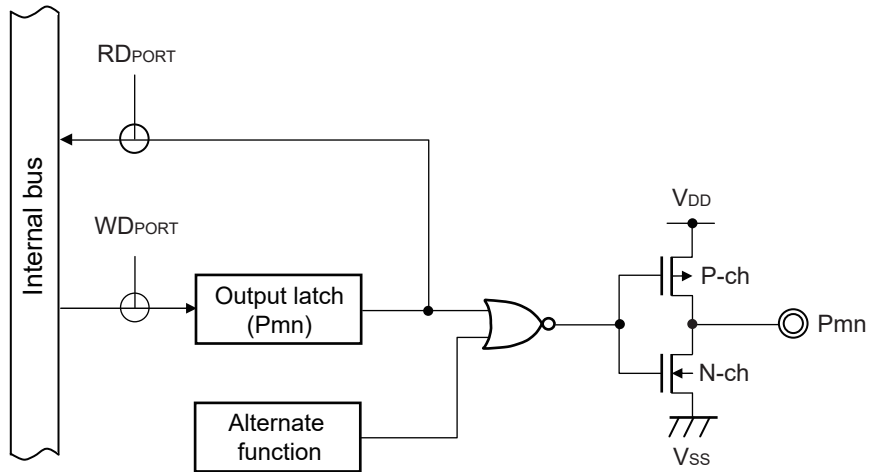 Internal bus
RDPORT
WDPORT
Output latch
(Pmn)
Alternate
function
VDD
P-ch
Pmn
N-ch
VSS